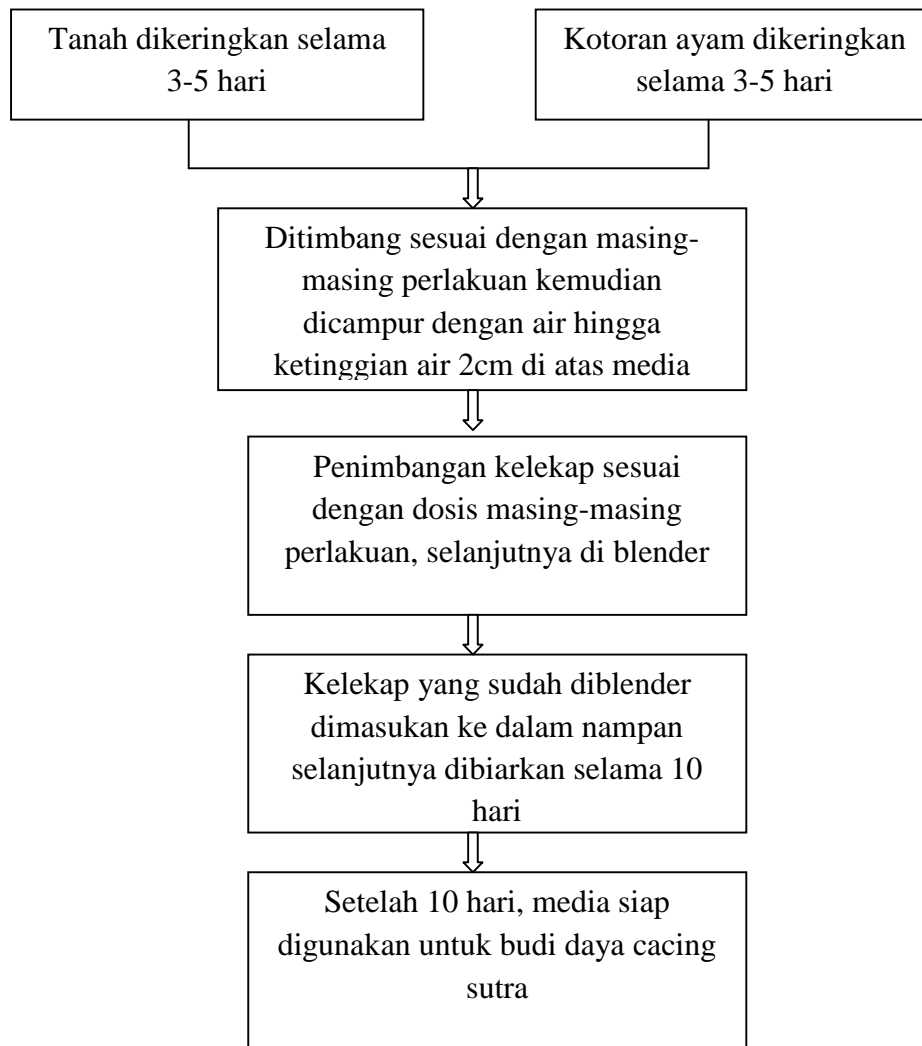 Tanah dikeringkan selama
3-5 hari
Kotoran ayam dikeringkan
selama 3-5 hari
Ditimbang sesuai dengan masing-
masing perlakuan kemudian
dicampur dengan air hingga
ketinggian air 2cm di atas media
Penimbangan kelekap sesuai
dengan dosis masing-masing
perlakuan, selanjutnya di blender
Kelekap yang sudah diblender
dimasukan ke dalam nampan
selanjutnya dibiarkan selama 10
hari
Setelah 10 hari, media siap
digunakan untuk budi daya cacing
sutra